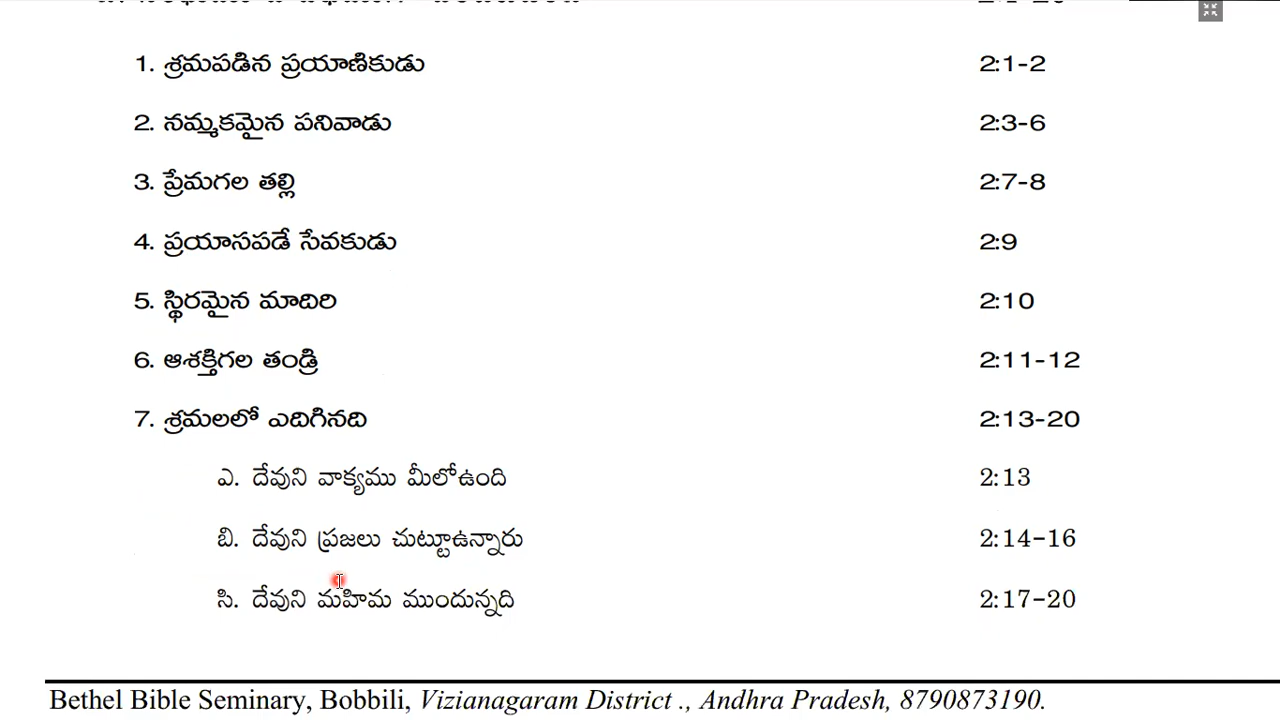 1. శ్రమపడిన ప్రయాణికుడు 2:1-2
2. నమ్మకమైన పనివాడు 2:3-6
3. ప్రేమగల తల్లి 2:7-8
4. ప్రయాసపడే సేవకుడు 2:9
5. స్థిరమైన మాదిరి 2:10
6. ఆశక్తిగల తండ్రి 2:11-12
7. శ్రమలలో ఎదిగినది 2:13-20
ఎ. దేవుని వాక్యము మీలోఉంది 2:13
బి. దేవుని ప్రజలు చుట్టూఉన్నారు 2:14-16
సి. దేవుని మహిమ ముందున్నది 2:17-20
Bethel Bible Seminary, Bobbili, Vizianagaram District ., Andhra Pradesh, 8790873190.